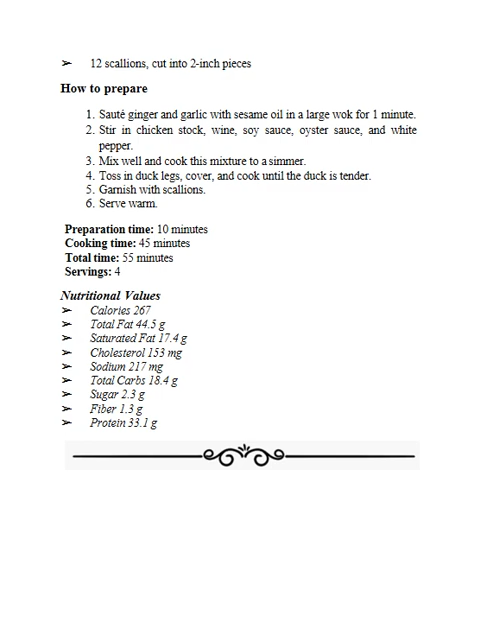 ➢ 12 scallions, cut into 2-inch pieces
How to prepare
1. Sauté ginger and garlic with sesame oil in a large wok for 1 minute.
2. Stir in chicken stock, wine, soy sauce, oyster sauce, and white
pepper.
3. Mix well and cook this mixture to a simmer.
4. Toss in duck legs, cover, and cook until the duck is tender.
5. Garnish with scallions.
6. Serve warm.
Preparation time: 10 minutes
Cooking time: 45 minutes
Total time: 55 minutes
Servings: 4
Nutritional Values
➢ Calories 267
➢ Total Fat 44.5 g
➢ Saturated Fat 17.4 g
➢ Cholesterol 153 mg
➢ Sodium 217 mg
➢ Total Carbs 18.4 g
➢ Sugar 2.3 g
➢ Fiber 1.3 g
➢ Protein 33.1 g